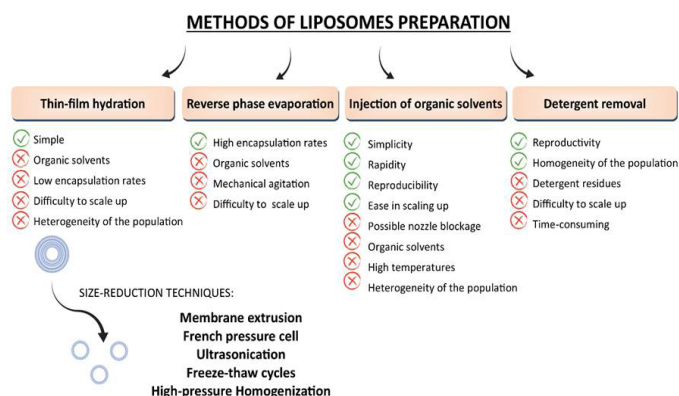 METHODS OF LIPOSOMES PREPARATION
Thin-film hydration
Simple
Organic solvents
Low encapsulation rates
Difficulty to scale up
Heterogeneity of the population
Reverse phase evaporation
High encapsulation rates
Organic solvents
Mechanical agitation
Difficulty to scale up
Injection of organic solvents
Simplicity
Rapidity
Reproducibility
Ease in scaling up
Possible nozzle blockage
Organic solvents
High temperatures
Heterogeneity of the population
Detergent removal
Reproductivity
Homogeneity of the population
Detergent residues
Difficulty to scale up
Time-consuming
SIZE-REDUCTION TECHNIQUES:
Membrane extrusion
French pressure cell
Ultrasonication
Freeze-thaw cycles
High-pressure Homogenization